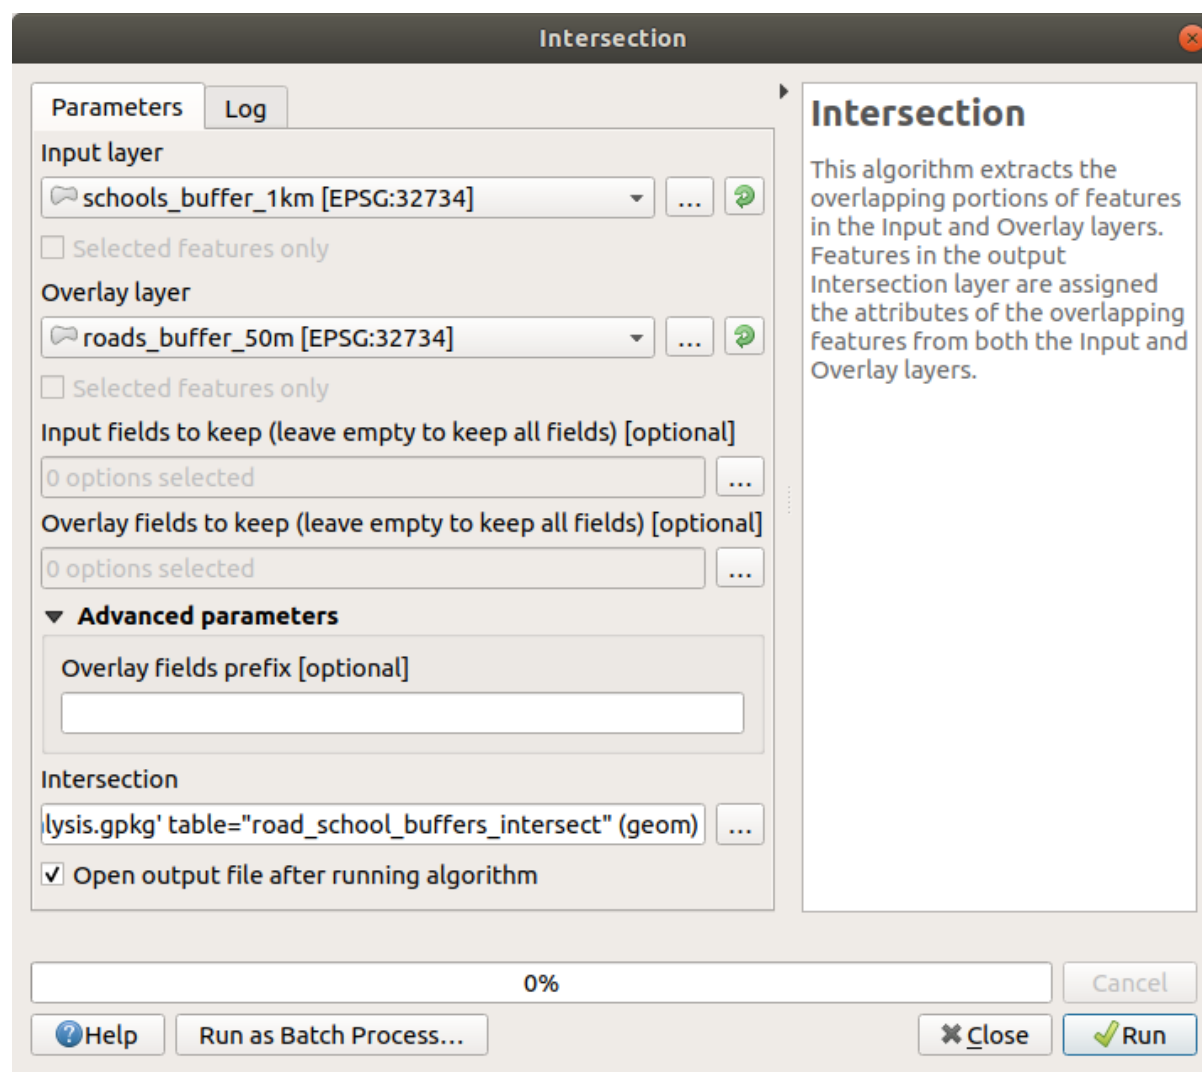 Intersection
Parameters
Log
Input layer
schools_buffer_1km [EPSG:32734]
...
Selected features only
Overlay layer
roads_buffer_50m [EPSG:32734]
...
Selected features only
Input fields to keep (leave empty to keep all fields) [optional]
0 options selected
...
Overlay fields to keep (leave empty to keep all fields) [optional]
0 options selected
...
Advanced parameters
Overlay fields prefix [optional]
Intersection
lysis.gpkg' table="road_school_buffers_intersect" (geom)
...
Open output file after running algorithm
Intersection
This algorithm extracts the
overlapping portions of features
in the Input and Overlay layers.
Features in the output
Intersection layer are assigned
the attributes of the overlapping
features from both the Input and
Overlay layers.
0%
Cancel
Help
Run as Batch Process...
Close
Run